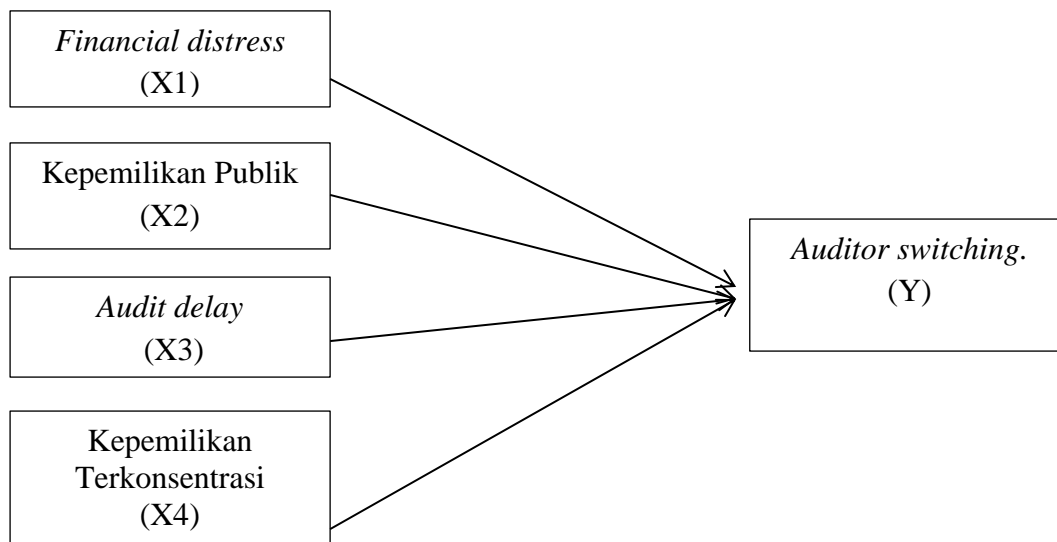 Financial distress
(X1)
Kepemilikan Publik
(X2)
Audit delay
(X3)
Kepemilikan
Terkonsentrasi
(X4)
Auditor switching.
(Y)